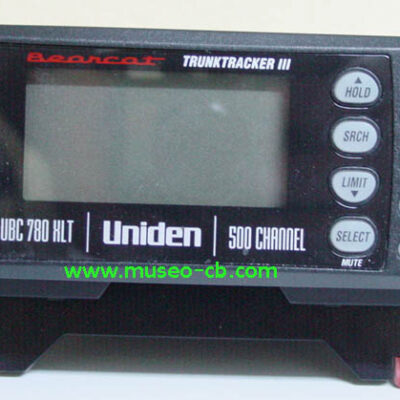 Bearcat TRUNKTRACKER III
HOLD
SRCH
LIMIT
SELECT
MUTE
UBC 780 XLT Uniden 500 CHANNEL
www.museo-cb.com